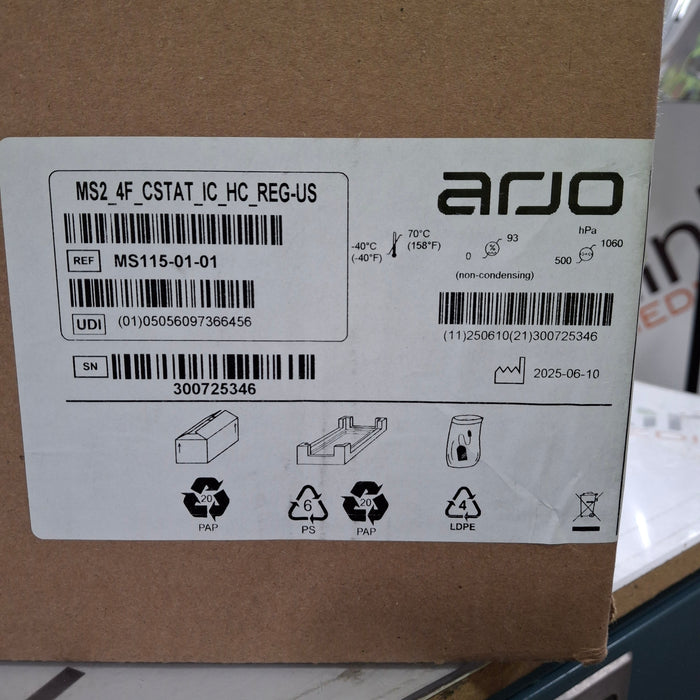 MS2_4F_CSTAT_IC_HC_REG-US
arjo
REF MS115-01-01
-40°C
(-40°F)
70°C
(158°F)
0 % 93
(non-condensing)
hPa
500 1060
UDI (01)05056097366456
(11)250610(21)300725346
SN
300725346
2025-06-10
20
PAP
6
PS
20
PAP
4
LDPE